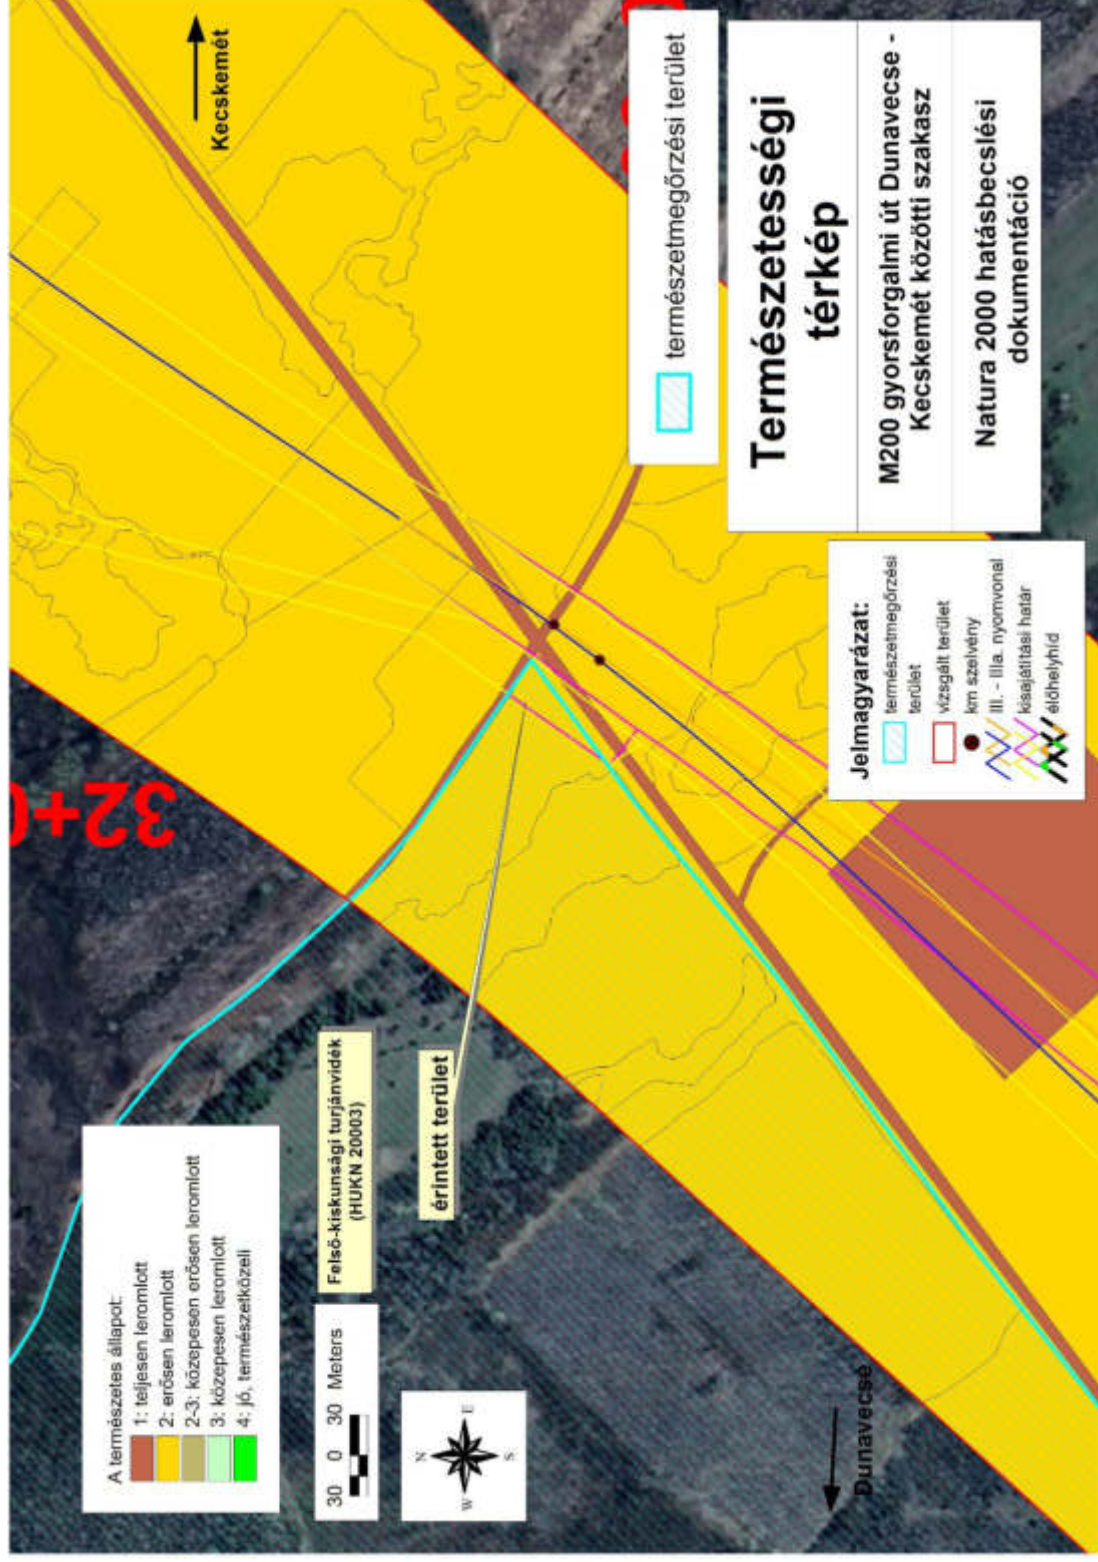 A természetes állapot:
1: teljesen leromlott
2: erősen leromlott
2-3: közepesen erősen leromlott
3: közepesen leromlott
4: jó, természetközeli
30 0 30 Meters
N
W
E
S
Felső-kiskunsági turjánvidék
(HUKN 20003)
érintett terület
Dunavecse
Kecskemét
32+0
természetmegőrzési terület
Természetességi
térkép
M200 gyorsforgalmi út Dunavecse -
Kecskemét közötti szakasz
Natura 2000 hatásbecslési
dokumentáció
Jelmagyarázat:
természetmegőrzési
terület
vizsgált terület
km szelvény
III. - IIIa. nyomvonal
kisajátítási határ
élőhelyhíd